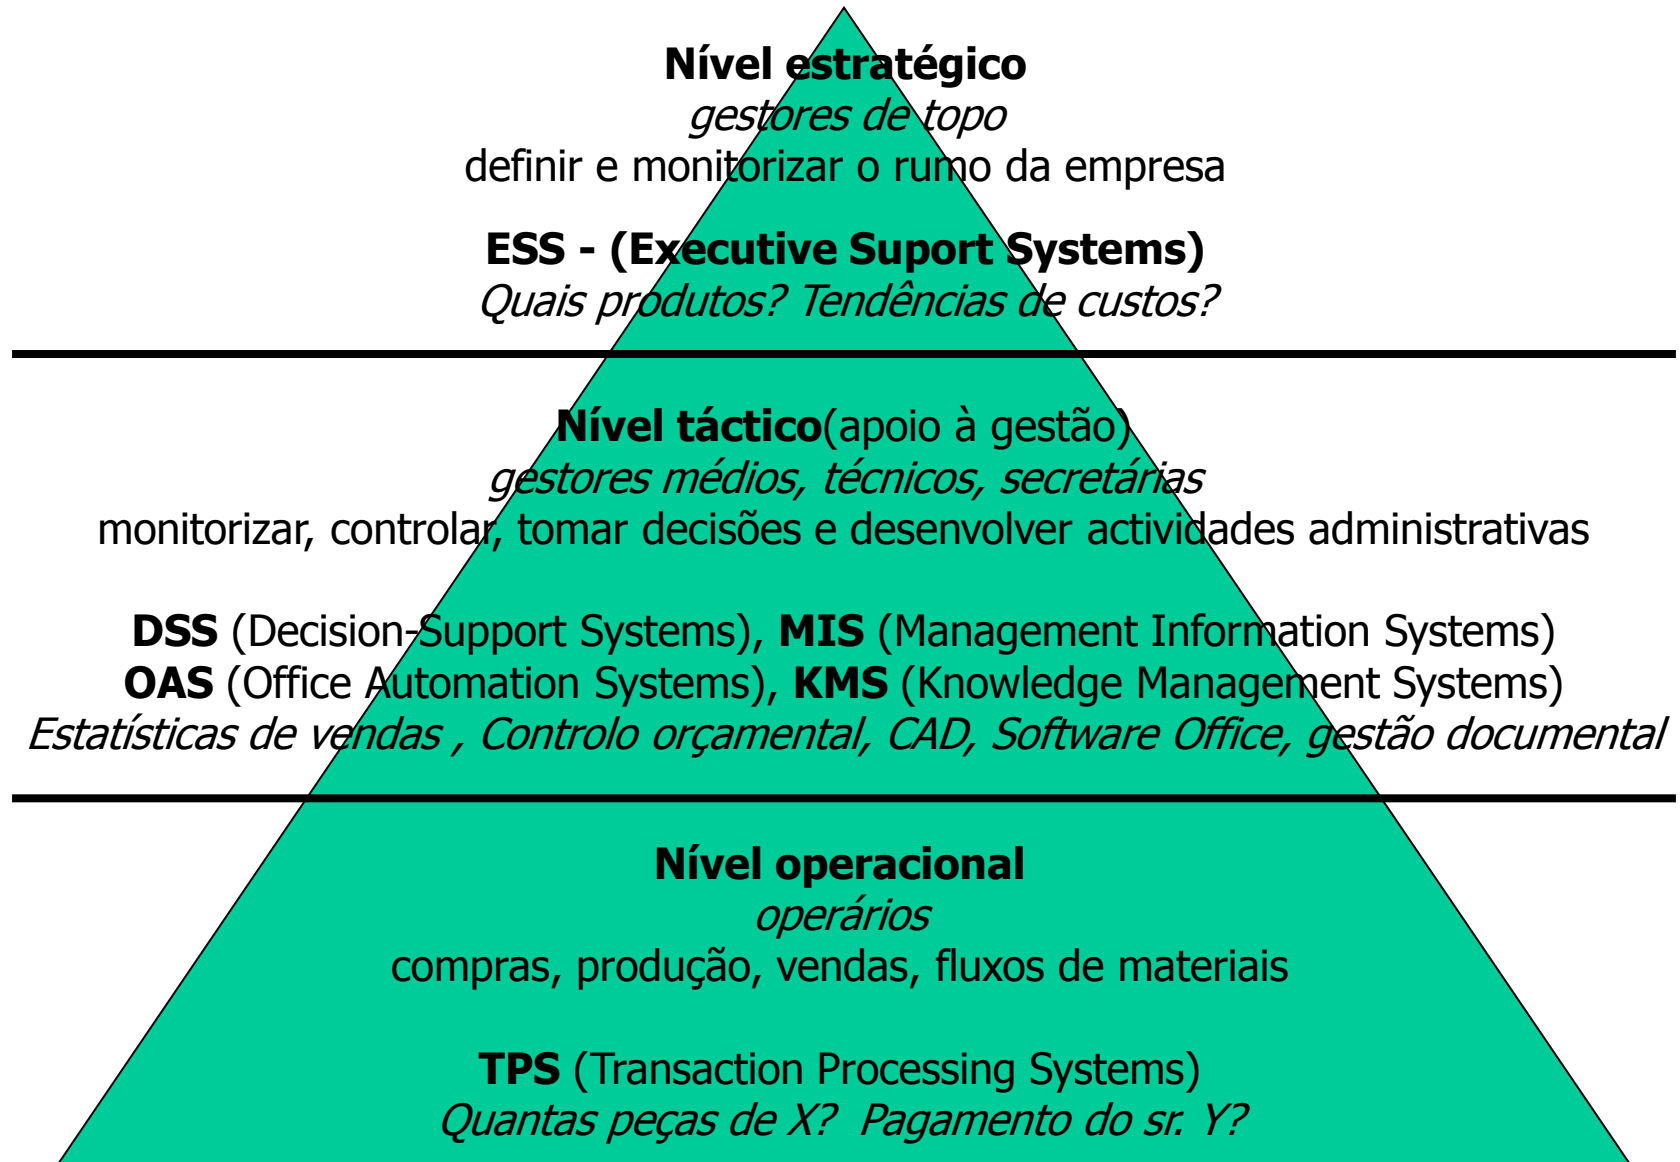 Nível estratégico
gestores de topo
definir e monitorizar o rumo da empresa
ESS - (Executive Suport Systems)
Quais produtos? Tendências de custos?
Nível táctico(apoio à gestão)
gestores médios, técnicos, secretárias
monitorizar, controlar, tomar decisões e desenvolver actividades administrativas
DSS (Decision-Support Systems), MIS (Management Information Systems)
OAS (Office Automation Systems), KMS (Knowledge Management Systems)
Estatísticas de vendas , Controlo orçamental, CAD, Software Office, gestão documental
Nível operacional
operários
compras, produção, vendas, fluxos de materiais
TPS (Transaction Processing Systems)
Quantas peças de X?  Pagamento do sr. Y?